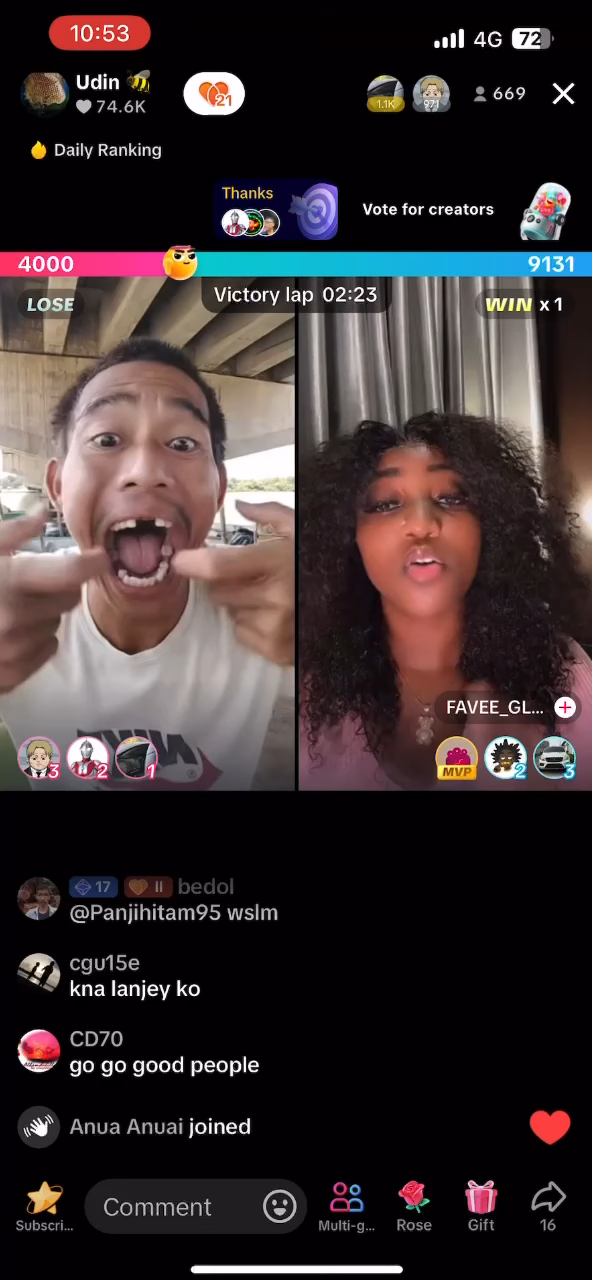 10:53
4G
72
Udin 🐝
74.6K
21
1.1K
971
669
Daily Ranking
Thanks
Vote for creators
4000
9131
LOSE
Victory lap 02:23
WIN x 1
FAVEE_GL...
3
2
1
MVP
2
3
17
II
bedol
@Panjihitam95 wslm
cgu15e
kna lanjey ko
CD70
go go good people
Anua Anuai joined
Subscri...
Comment
Multi-g...
Rose
Gift
16